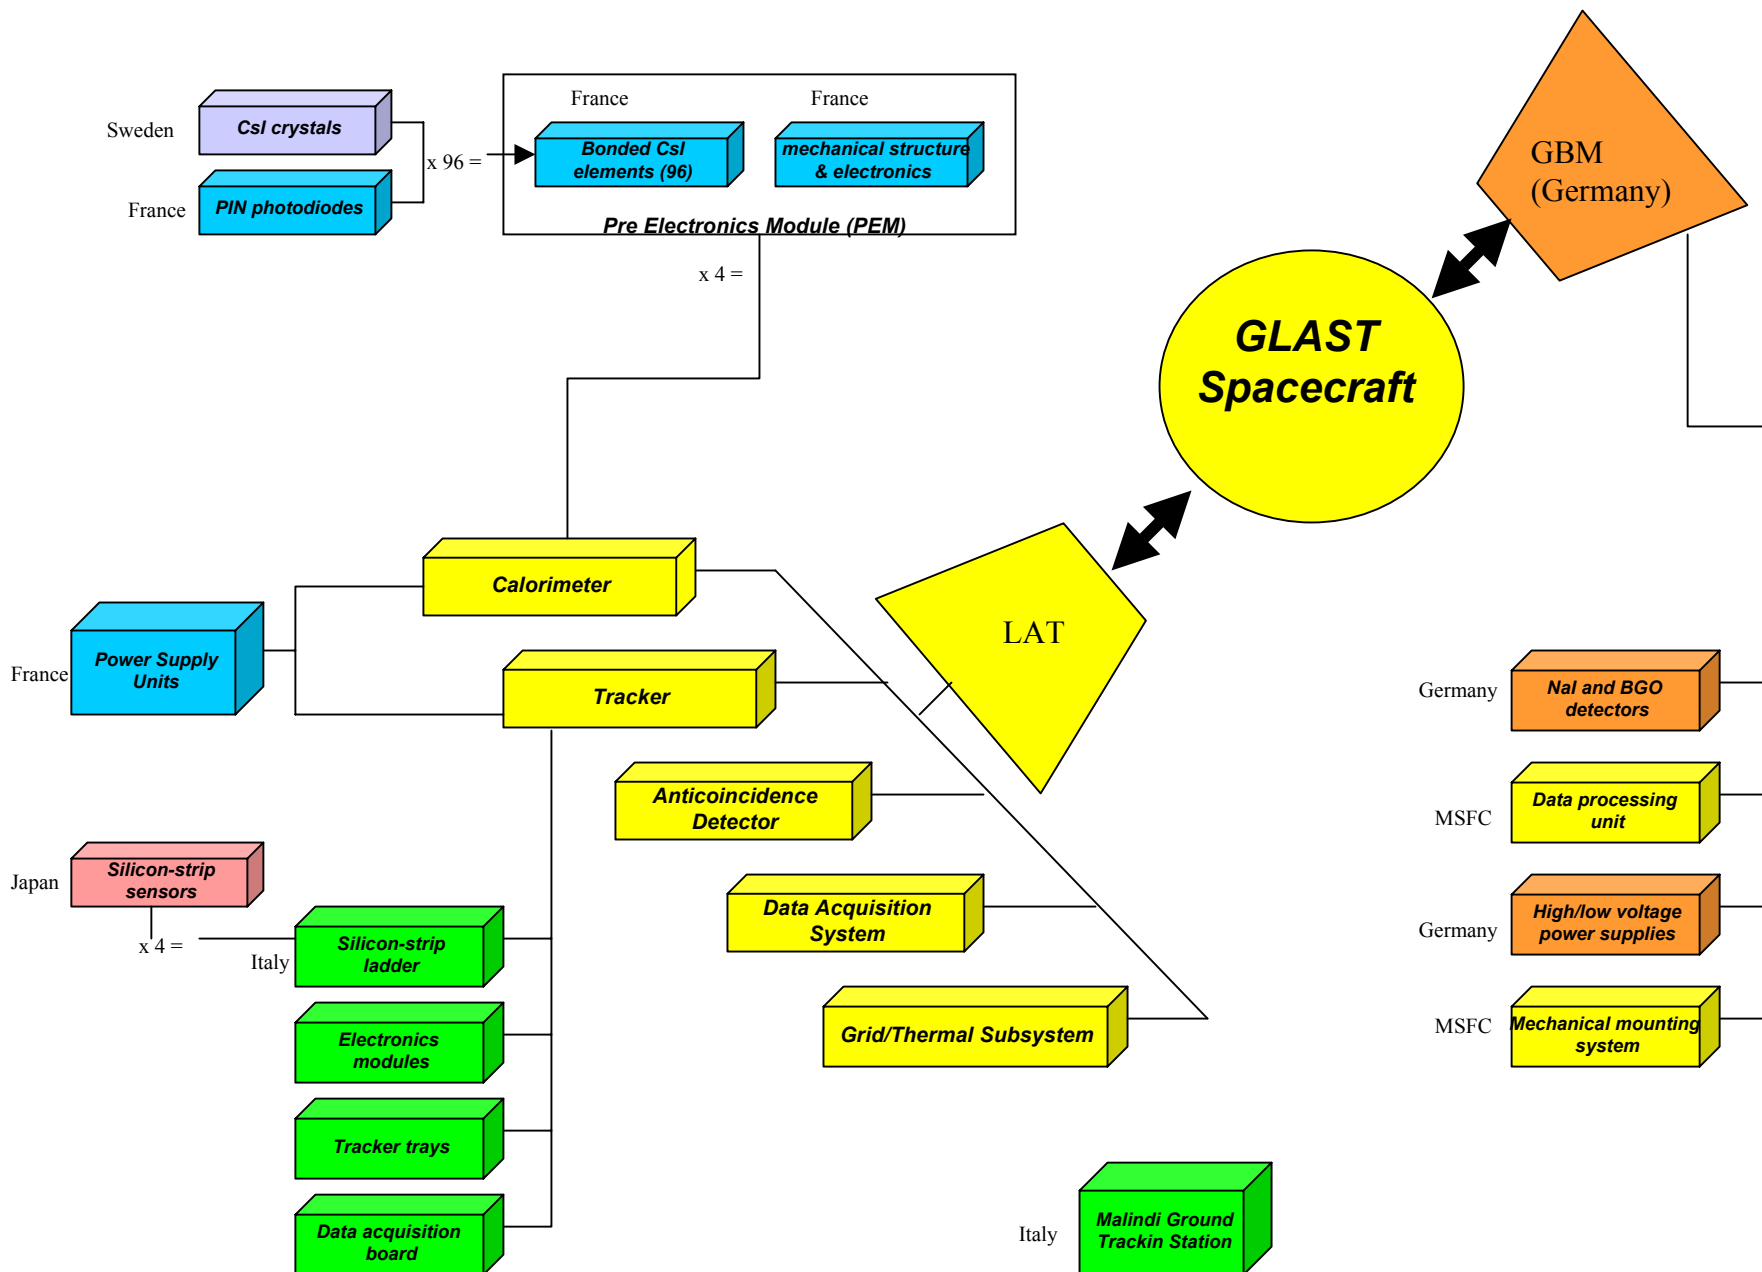 France
France
Sweden
CsI crystals
x 96 =
Bonded CsI
elements (96)
mechanical structure
& electronics
France
PIN photodiodes
Pre Electronics Module (PEM)
x 4 =
GBM
(Germany)
GLAST
Spacecraft
Calorimeter
LAT
France
Power Supply
Units
Tracker
Anticoincidence
Detector
Data Acquisition
System
Grid/Thermal Subsystem
Japan
Silicon-strip
sensors
x 4 =
Italy
Silicon-strip
ladder
Electronics
modules
Tracker trays
Data acquisition
board
Germany
NaI and BGO
detectors
MSFC
Data processing
unit
Germany
High/low voltage
power supplies
MSFC
Mechanical mounting
system
Italy
Malindi Ground
Trackin Station